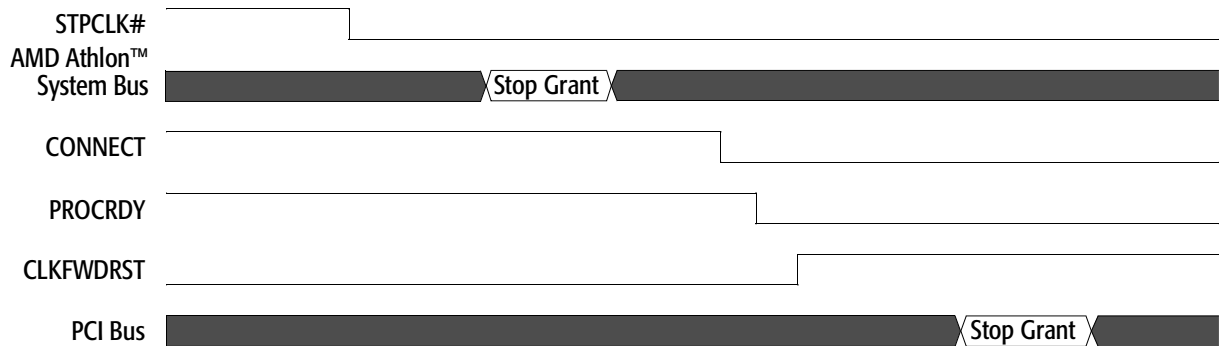 STPCLK#
AMD Athlon™
System Bus
Stop Grant
CONNECT
PROCRDY
CLKFWDRST
PCI Bus
Stop Grant